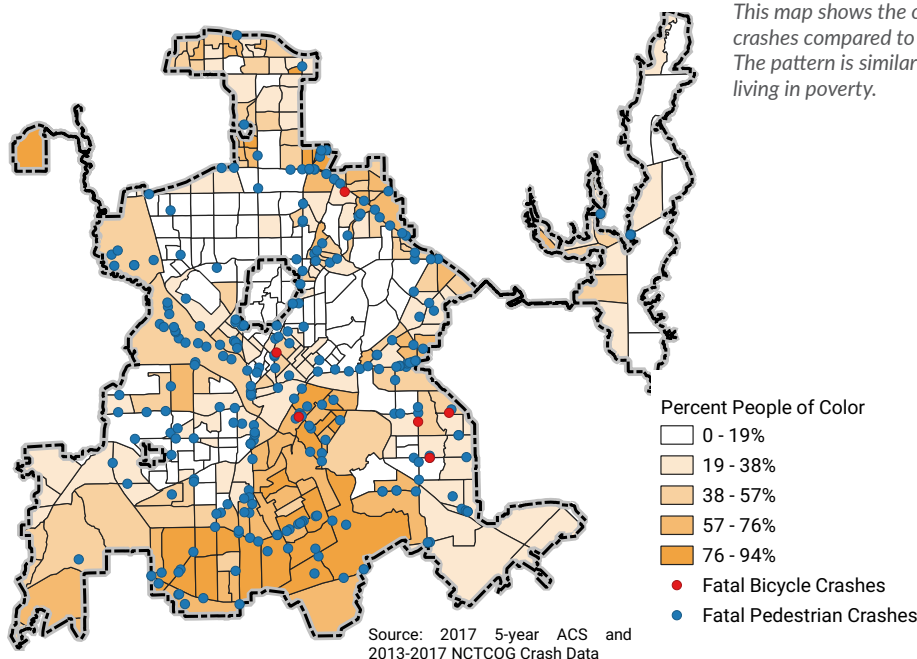 This map shows the
crashes compared to
The pattern is similar
living in poverty.
Percent People of Color
0 - 19%
19 - 38%
38 - 57%
57 - 76%
76 - 94%
Fatal Bicycle Crashes
Fatal Pedestrian Crashes
Source: 2017 5-year ACS and
2013-2017 NCTCOG Crash Data